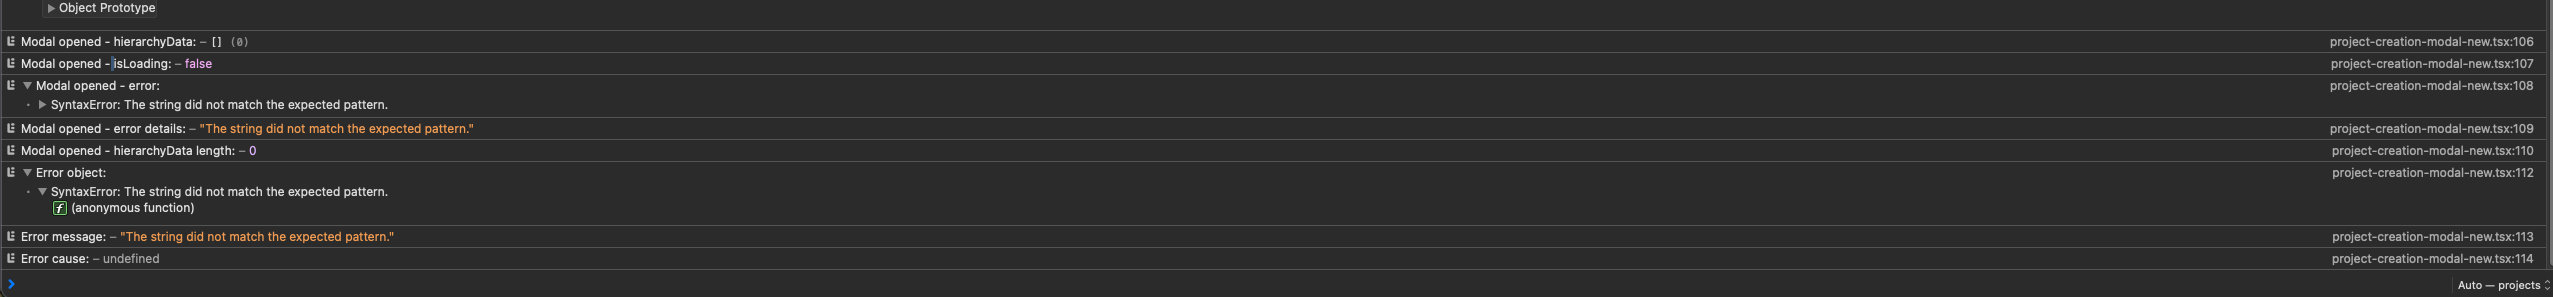 Object Prototype
Modal opened - hierarchyData: – [] (0) project-creation-modal-new.tsx:106
Modal opened - isLoading: – false project-creation-modal-new.tsx:107
Modal opened - error: project-creation-modal-new.tsx:108
SyntaxError: The string did not match the expected pattern.
Modal opened - error details: – "The string did not match the expected pattern." project-creation-modal-new.tsx:109
Modal opened - hierarchyData length: – 0 project-creation-modal-new.tsx:110
Error object: project-creation-modal-new.tsx:112
SyntaxError: The string did not match the expected pattern.
f (anonymous function)
Error message: – "The string did not match the expected pattern." project-creation-modal-new.tsx:113
Error cause: – undefined project-creation-modal-new.tsx:114
Auto — projects